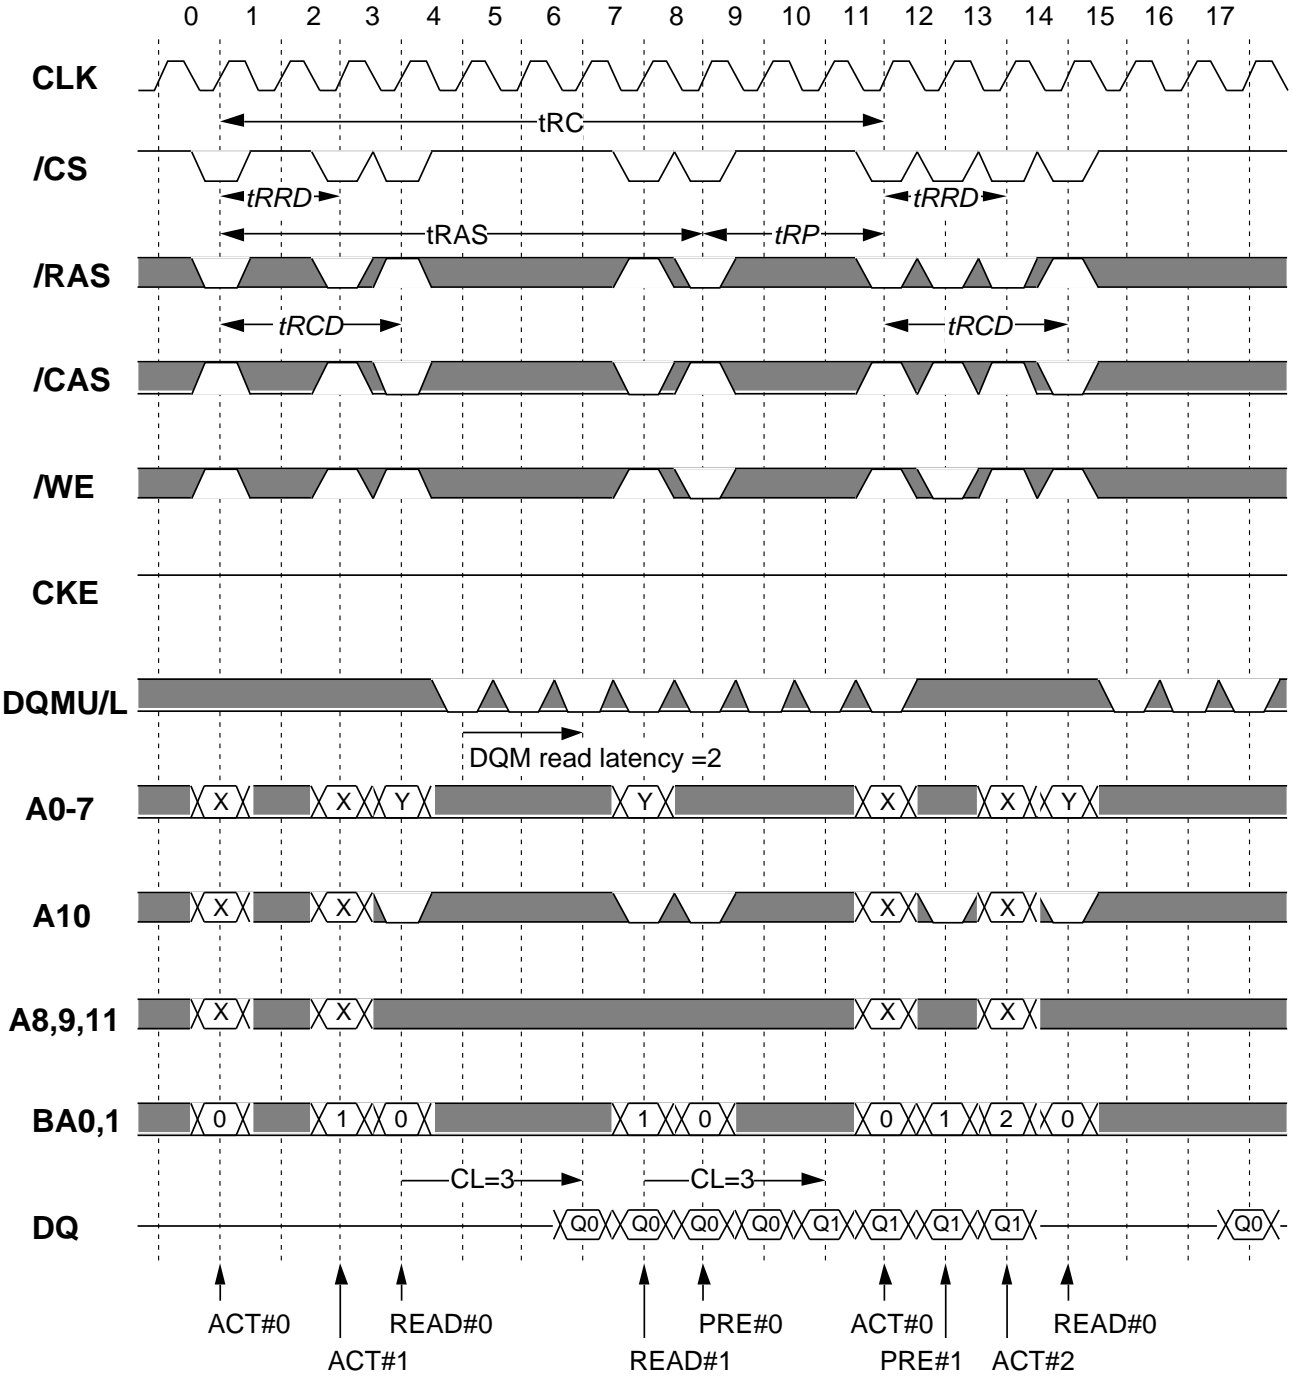 0 1 2 3 4 5 6 7 8 9 10 11 12 13 14 15 16 17
CLK
tRC
/CS
tRRD tRRD
tRAS tRP
/RAS
tRCD tRCD
/CAS
/WE
CKE
DQMU/L
DQM read latency =2
A0-7 X X Y Y X X Y
A10 X X X X
A8,9,11 X X X X
BA0,1 0 1 0 1 0 0 1 2 0
CL=3 CL=3
DQ Q0 Q0 Q0 Q0 Q1 Q1 Q1 Q1 Q0
ACT#0 READ#0 PRE#0 ACT#0 READ#0
ACT#1 READ#1 PRE#1 ACT#2